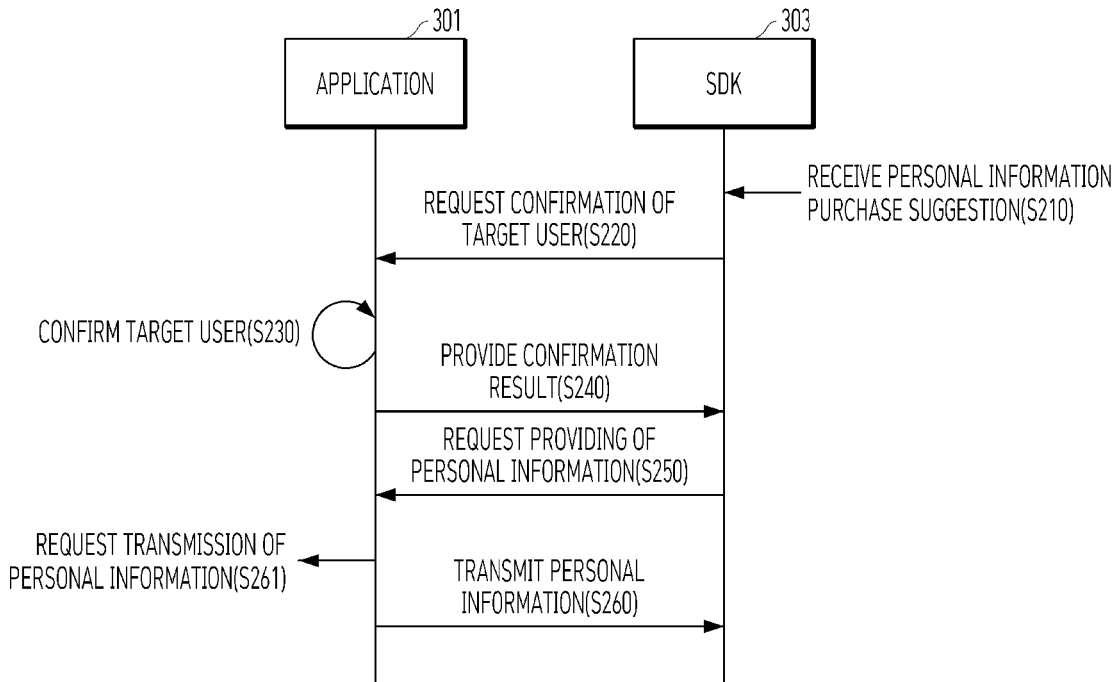 301
303
APPLICATION
SDK
RECEIVE PERSONAL INFORMATION
PURCHASE SUGGESTION(S210)
REQUEST CONFIRMATION OF
TARGET USER(S220)
CONFIRM TARGET USER(S230)
PROVIDE CONFIRMATION
RESULT(S240)
REQUEST PROVIDING OF
PERSONAL INFORMATION(S250)
REQUEST TRANSMISSION OF
PERSONAL INFORMATION(S261)
TRANSMIT PERSONAL
INFORMATION(S260)